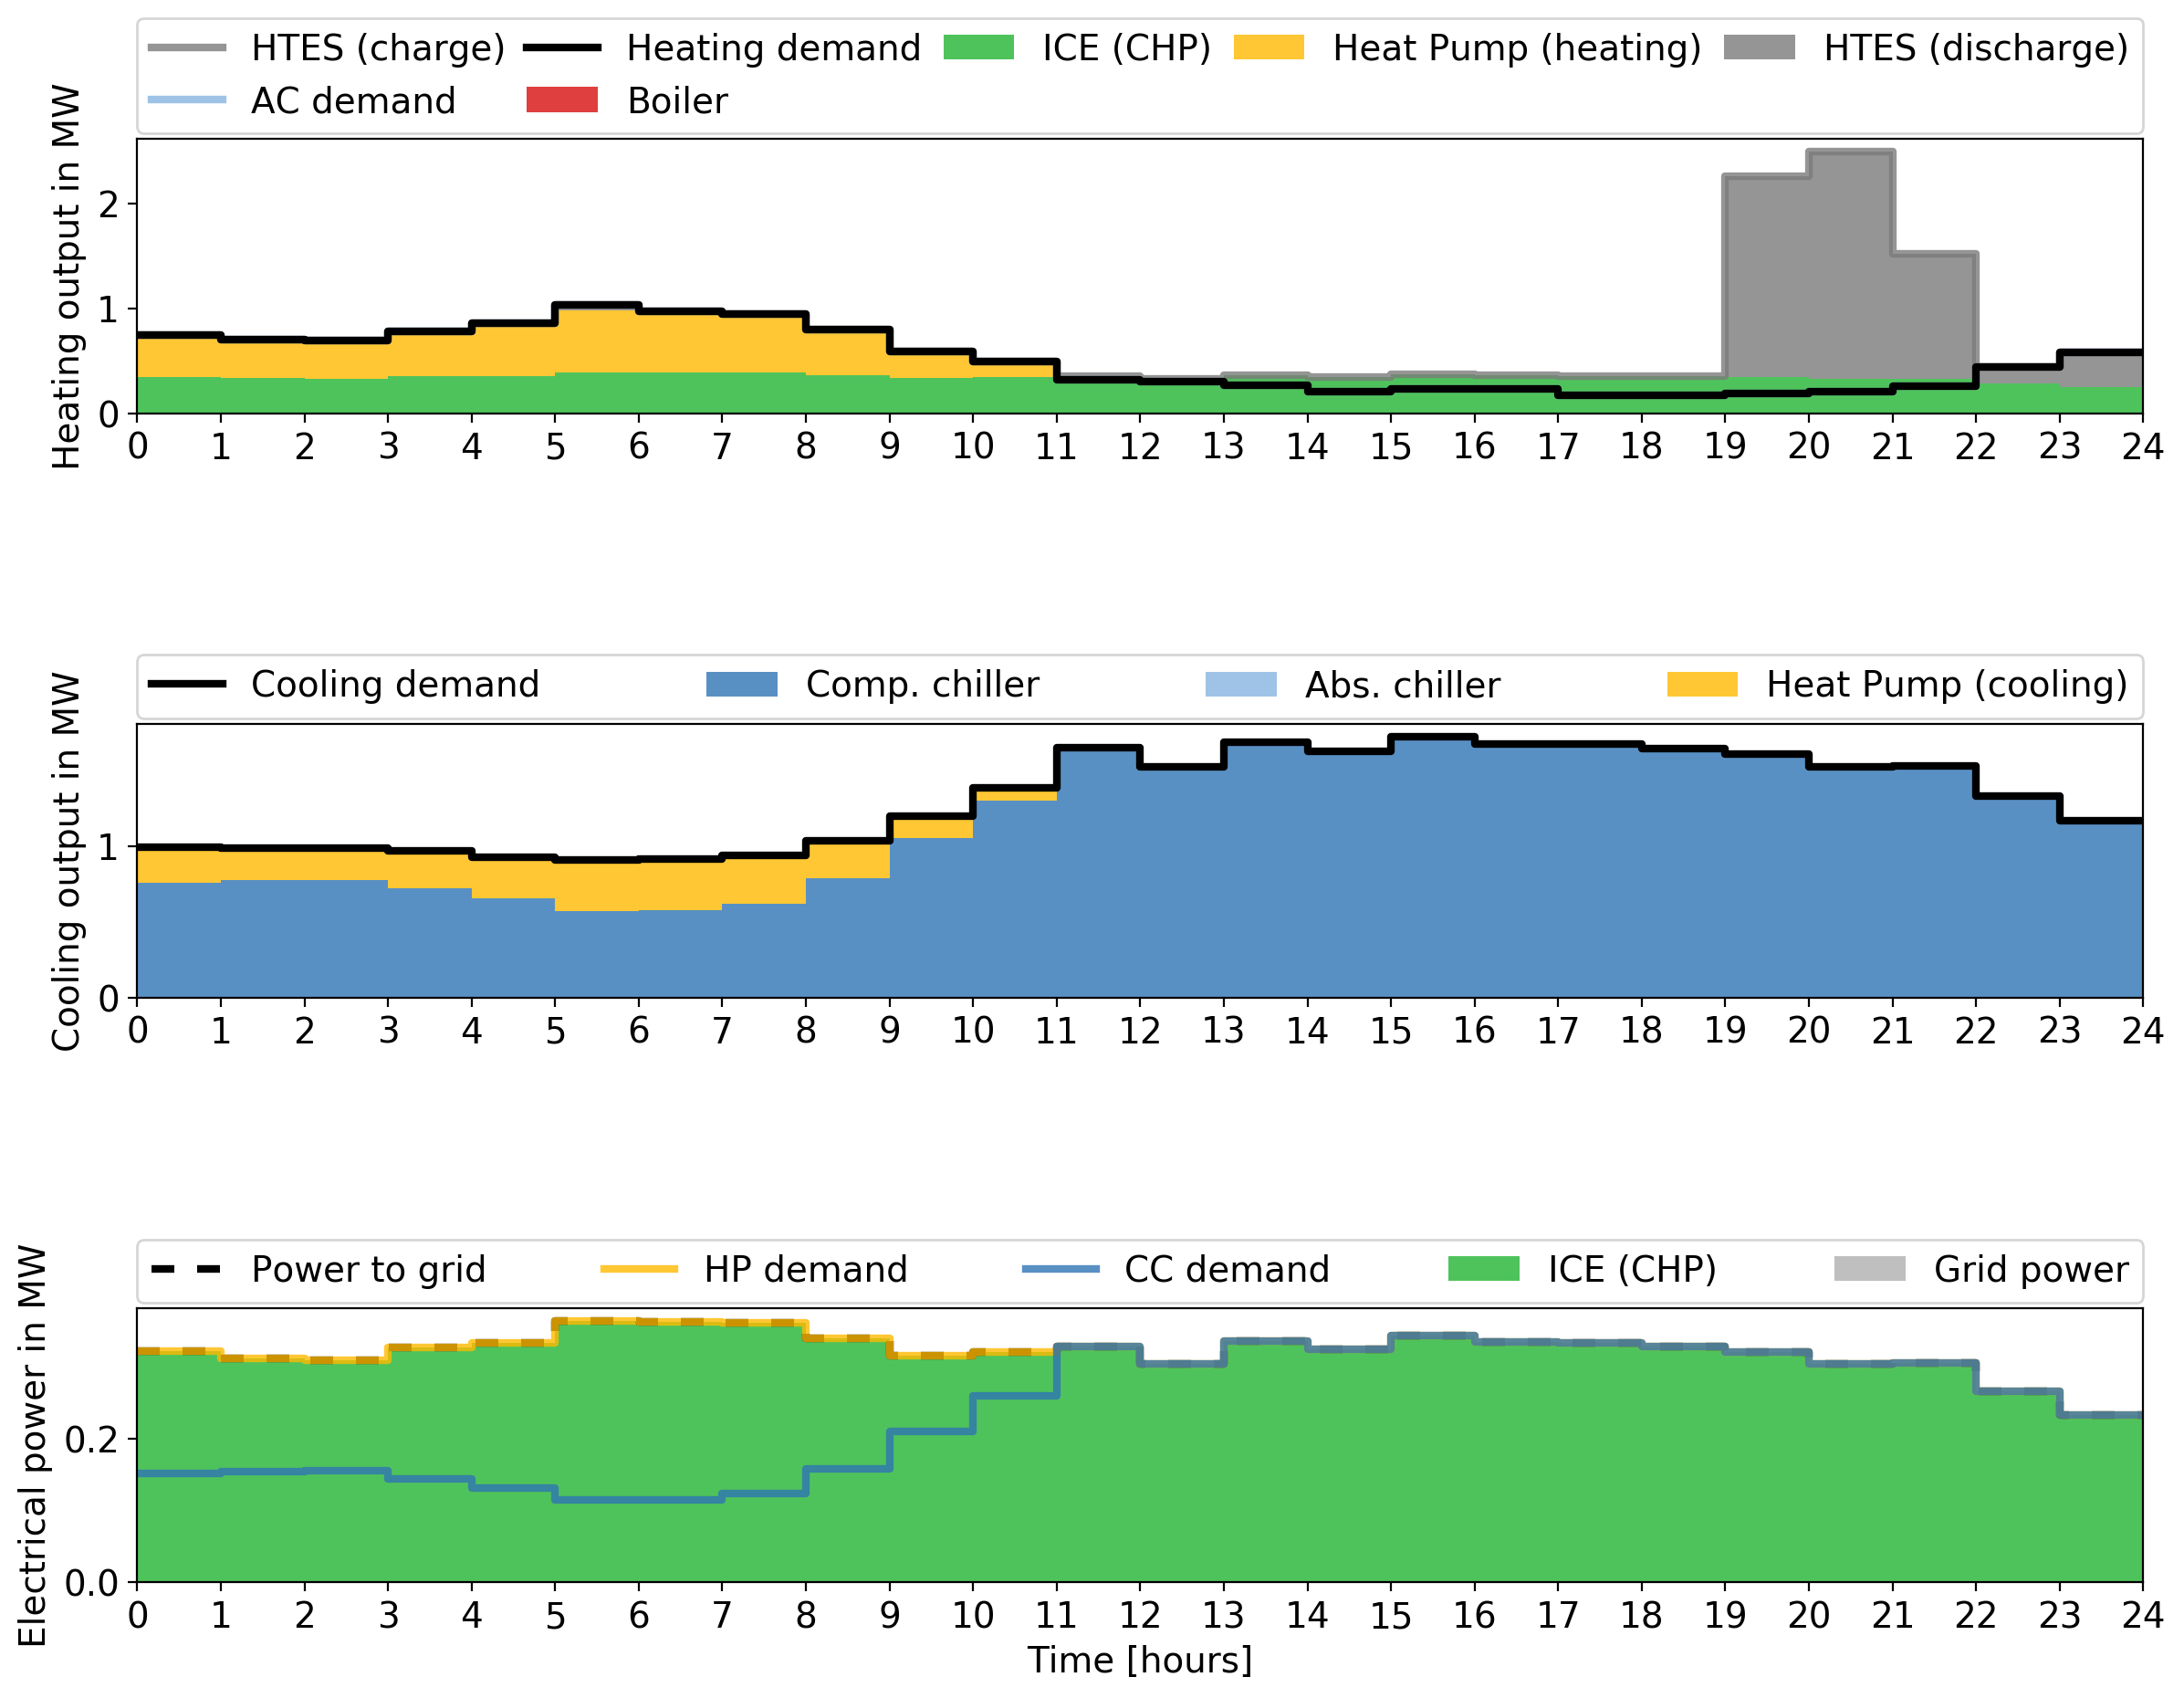 HTES (charge) Heating demand ICE (CHP) Heat Pump (heating) HTES (discharge)
AC demand Boiler
Heating output in MW
2
1
0
0 1 2 3 4 5 6 7 8 9 10 11 12 13 14 15 16 17 18 19 20 21 22 23 24
Cooling demand Comp. chiller Abs. chiller Heat Pump (cooling)
Cooling output in MW
1
0
0 1 2 3 4 5 6 7 8 9 10 11 12 13 14 15 16 17 18 19 20 21 22 23 24
Power to grid HP demand CC demand ICE (CHP) Grid power
Electrical power in MW
0.2
0.0
0 1 2 3 4 5 6 7 8 9 10 11 12 13 14 15 16 17 18 19 20 21 22 23 24
Time [hours]